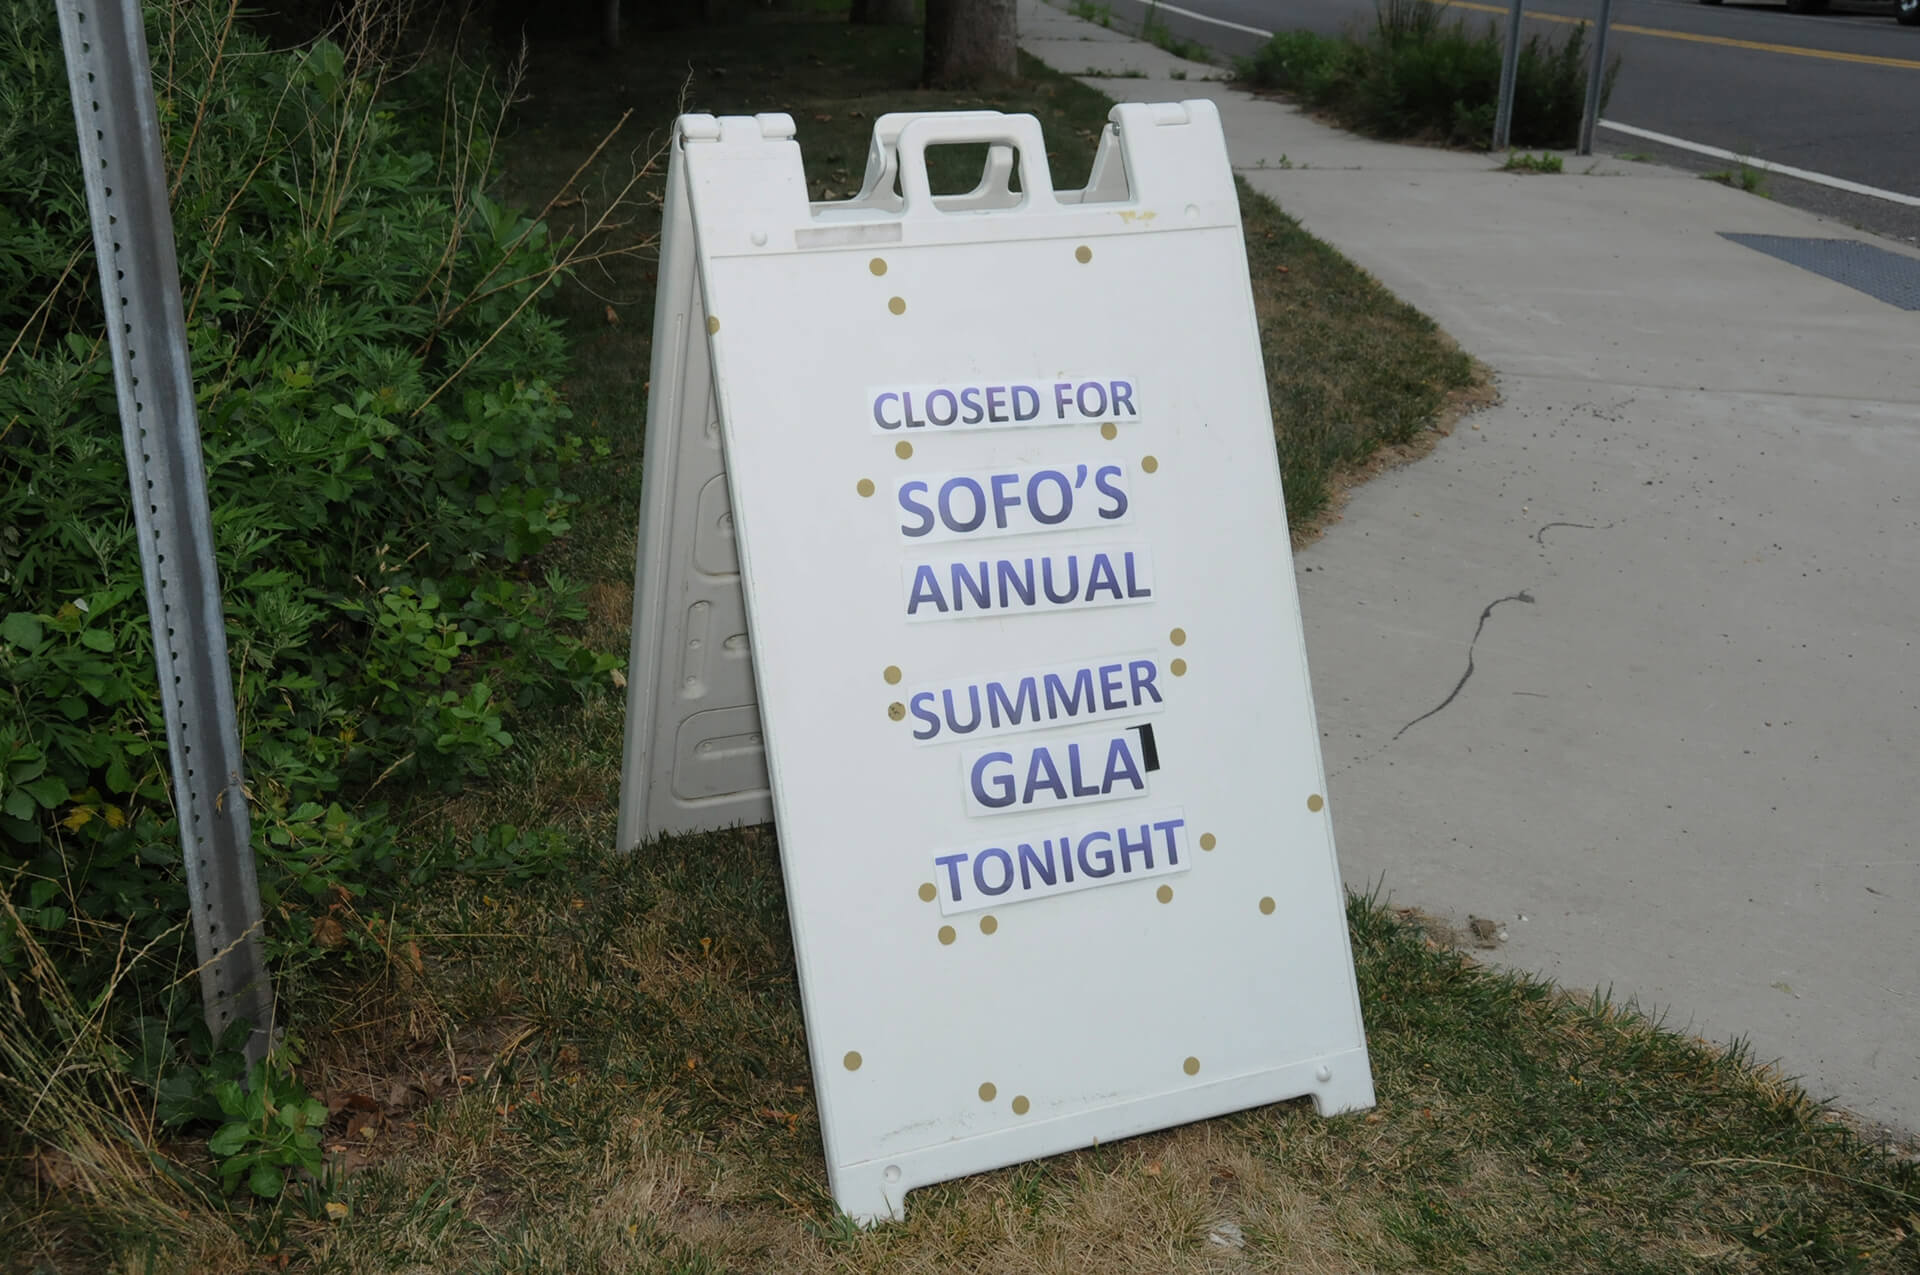 CLOSED FOR
SOFO'S
ANNUAL
SUMMER
GALA
TONIGHT